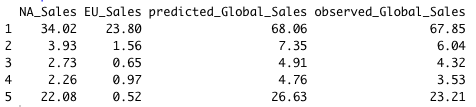 NA_Sales EU_Sales predicted_Global_Sales observed_Global_Sales
1 34.02 23.80 68.06 67.85
2 3.93 1.56 7.35 6.04
3 2.73 0.65 4.91 4.32
4 2.26 0.97 4.76 3.53
5 22.08 0.52 26.63 23.21